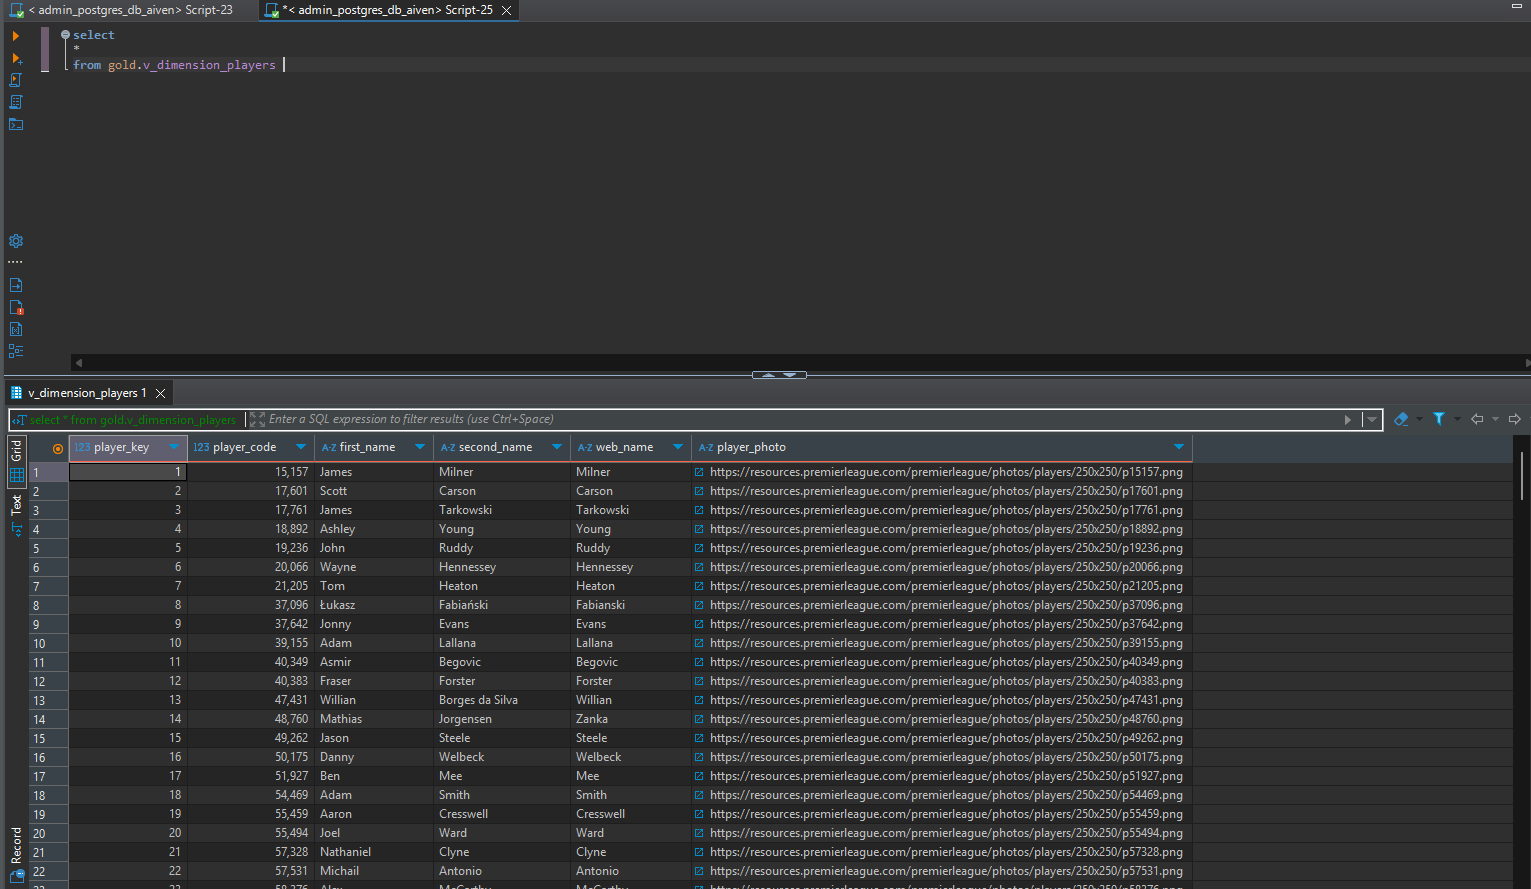 < admin_postgres_db_aiven> Script-23
*< admin_postgres_db_aiven> Script-25
select
*
from gold.v_dimension_players
v_dimension_players 1
select * from gold.v_dimension_players
Enter a SQL expression to filter results (use Ctrl+Space)
Grid
Text
Record
123 player_key 123 player_code A-Z first_name A-Z second_name A-Z web_name A-Z player_photo
1 1 15,157 James Milner Milner https://resources.premierleague.com/premierleague/photos/players/250x250/p15157.png
2 2 17,601 Scott Carson Carson https://resources.premierleague.com/premierleague/photos/players/250x250/p17601.png
3 3 17,761 James Tarkowski Tarkowski https://resources.premierleague.com/premierleague/photos/players/250x250/p17761.png
4 4 18,892 Ashley Young Young https://resources.premierleague.com/premierleague/photos/players/250x250/p18892.png
5 5 19,236 John Ruddy Ruddy https://resources.premierleague.com/premierleague/photos/players/250x250/p19236.png
6 6 20,066 Wayne Hennessey Hennessey https://resources.premierleague.com/premierleague/photos/players/250x250/p20066.png
7 7 21,205 Tom Heaton Heaton https://resources.premierleague.com/premierleague/photos/players/250x250/p21205.png
8 8 37,096 Łukasz Fabiański Fabianski https://resources.premierleague.com/premierleague/photos/players/250x250/p37096.png
9 9 37,642 Jonny Evans Evans https://resources.premierleague.com/premierleague/photos/players/250x250/p37642.png
10 10 39,155 Adam Lallana Lallana https://resources.premierleague.com/premierleague/photos/players/250x250/p39155.png
11 11 40,349 Asmir Begovic Begovic https://resources.premierleague.com/premierleague/photos/players/250x250/p40349.png
12 12 40,383 Fraser Forster Forster https://resources.premierleague.com/premierleague/photos/players/250x250/p40383.png
13 13 47,431 Willian Borges da Silva Willian https://resources.premierleague.com/premierleague/photos/players/250x250/p47431.png
14 14 48,760 Mathias Jorgensen Zanka https://resources.premierleague.com/premierleague/photos/players/250x250/p48760.png
15 15 49,262 Jason Steele Steele https://resources.premierleague.com/premierleague/photos/players/250x250/p49262.png
16 16 50,175 Danny Welbeck Welbeck https://resources.premierleague.com/premierleague/photos/players/250x250/p50175.png
17 17 51,927 Ben Mee Mee https://resources.premierleague.com/premierleague/photos/players/250x250/p51927.png
18 18 54,469 Adam Smith Smith https://resources.premierleague.com/premierleague/photos/players/250x250/p54469.png
19 19 55,459 Aaron Cresswell Cresswell https://resources.premierleague.com/premierleague/photos/players/250x250/p55459.png
20 20 55,494 Joel Ward Ward https://resources.premierleague.com/premierleague/photos/players/250x250/p55494.png
21 21 57,328 Nathaniel Clyne Clyne https://resources.premierleague.com/premierleague/photos/players/250x250/p57328.png
22 22 57,531 Michail Antonio Antonio https://resources.premierleague.com/premierleague/photos/players/250x250/p57531.png